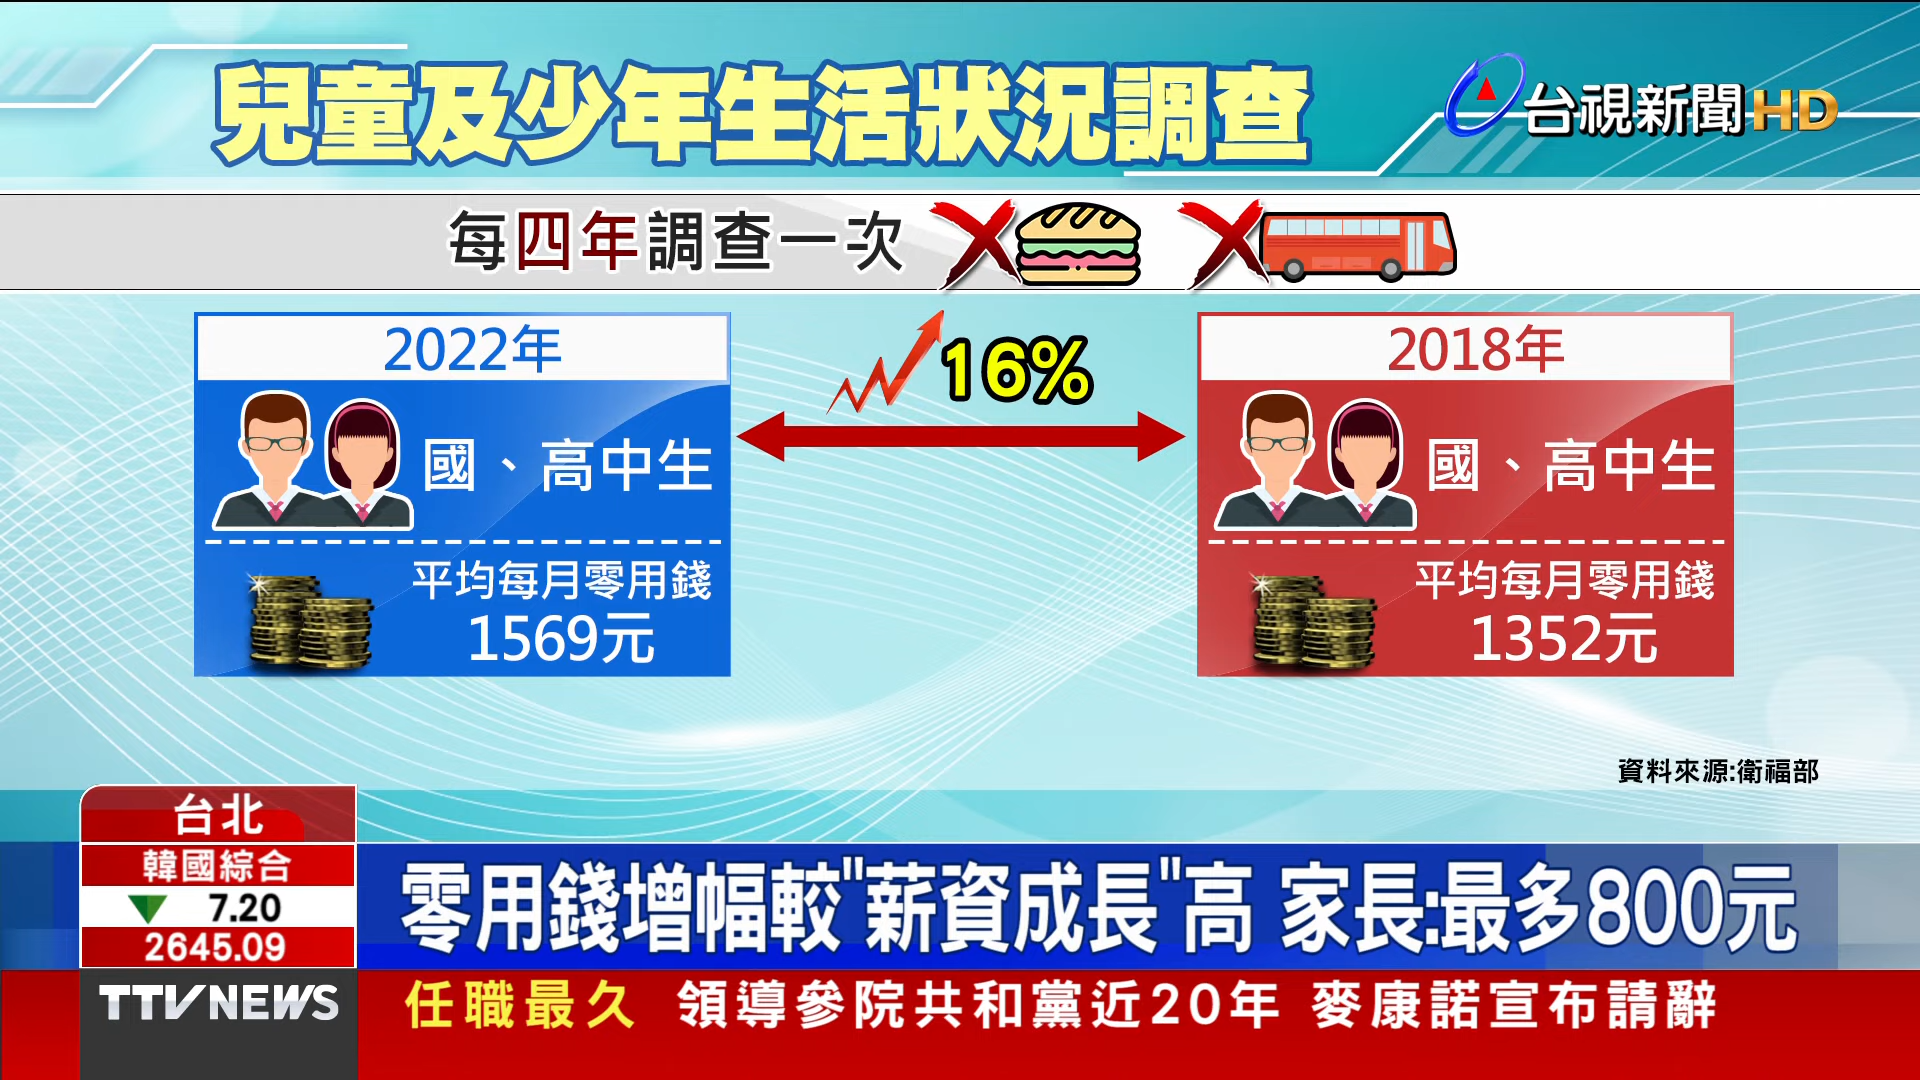 兒童及少年生活狀況調查
台視新聞HD
每四年調查一次
2022年
16%
2018年
國、高中生
國、高中生
平均每月零用錢
1569元
平均每月零用錢
1352元
資料來源:衛福部
台北
韓國綜合
7.20
2645.09
零用錢增幅較"薪資成長"高 家長:最多800元
TTV NEWS
任職最久 領導參院共和黨近20年 麥康諾宣布請辭